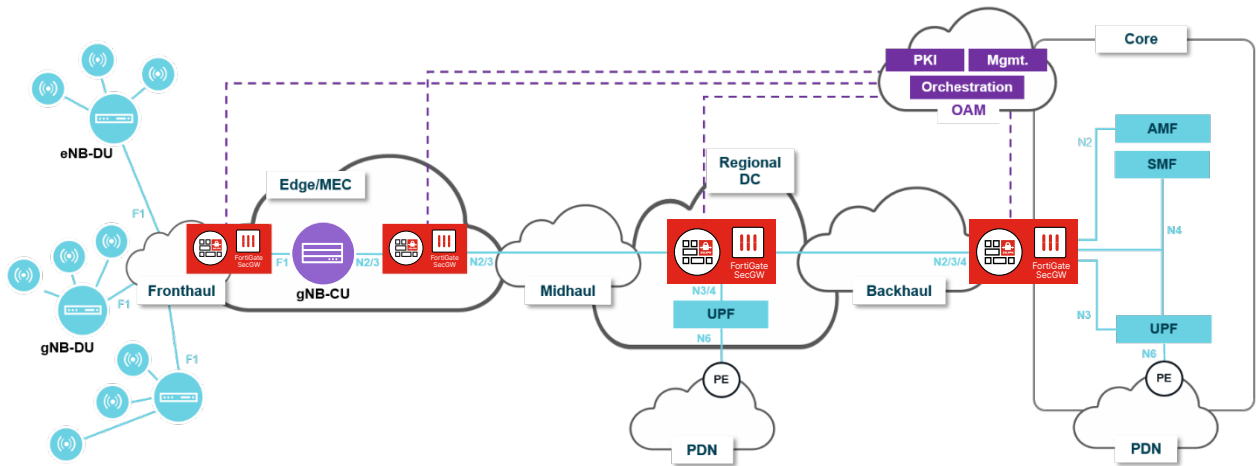 Core
PKI
Mgmt.
Orchestration
OAM
AMF
N2
SMF
eNB-DU
Regional
DC
Edge/MEC
F1
N4
FortiGate
SecGW
F1
N2/3
FortiGate
SecGW
N2/3
FortiGate
SecGW
N2/3/4
FortiGate
SecGW
gNB-CU
Fronthaul
Midhaul
Backhaul
N3/4
F1
gNB-DU
UPF
N3
UPF
N6
N6
F1
PE
PE
PDN
PDN